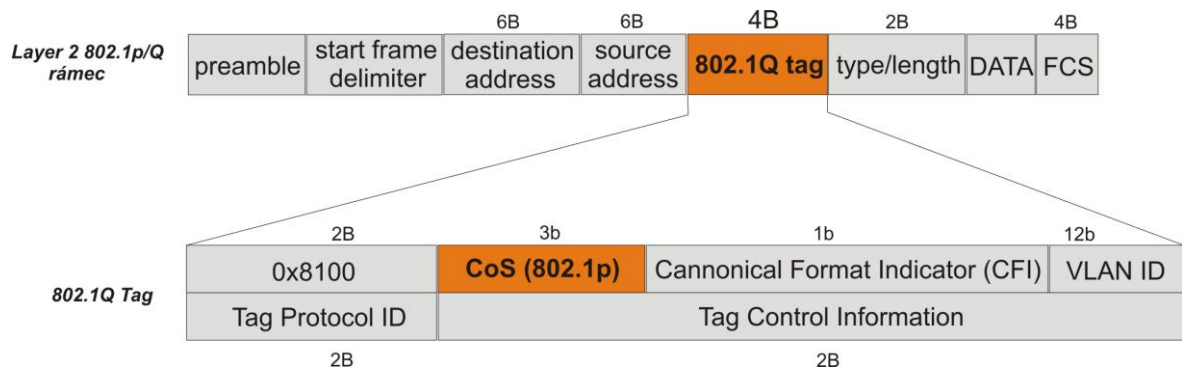 6B 6B 4B 2B 4B
Layer 2 802.1p/Q
rámec
preamble
start frame
delimiter
destination
address
source
address
802.1Q tag
type/length
DATA
FCS
2B 3b 1b 12b
802.1Q Tag
0x8100
CoS (802.1p)
Cannonical Format Indicator (CFI)
VLAN ID
Tag Protocol ID
Tag Control Information
2B 2B